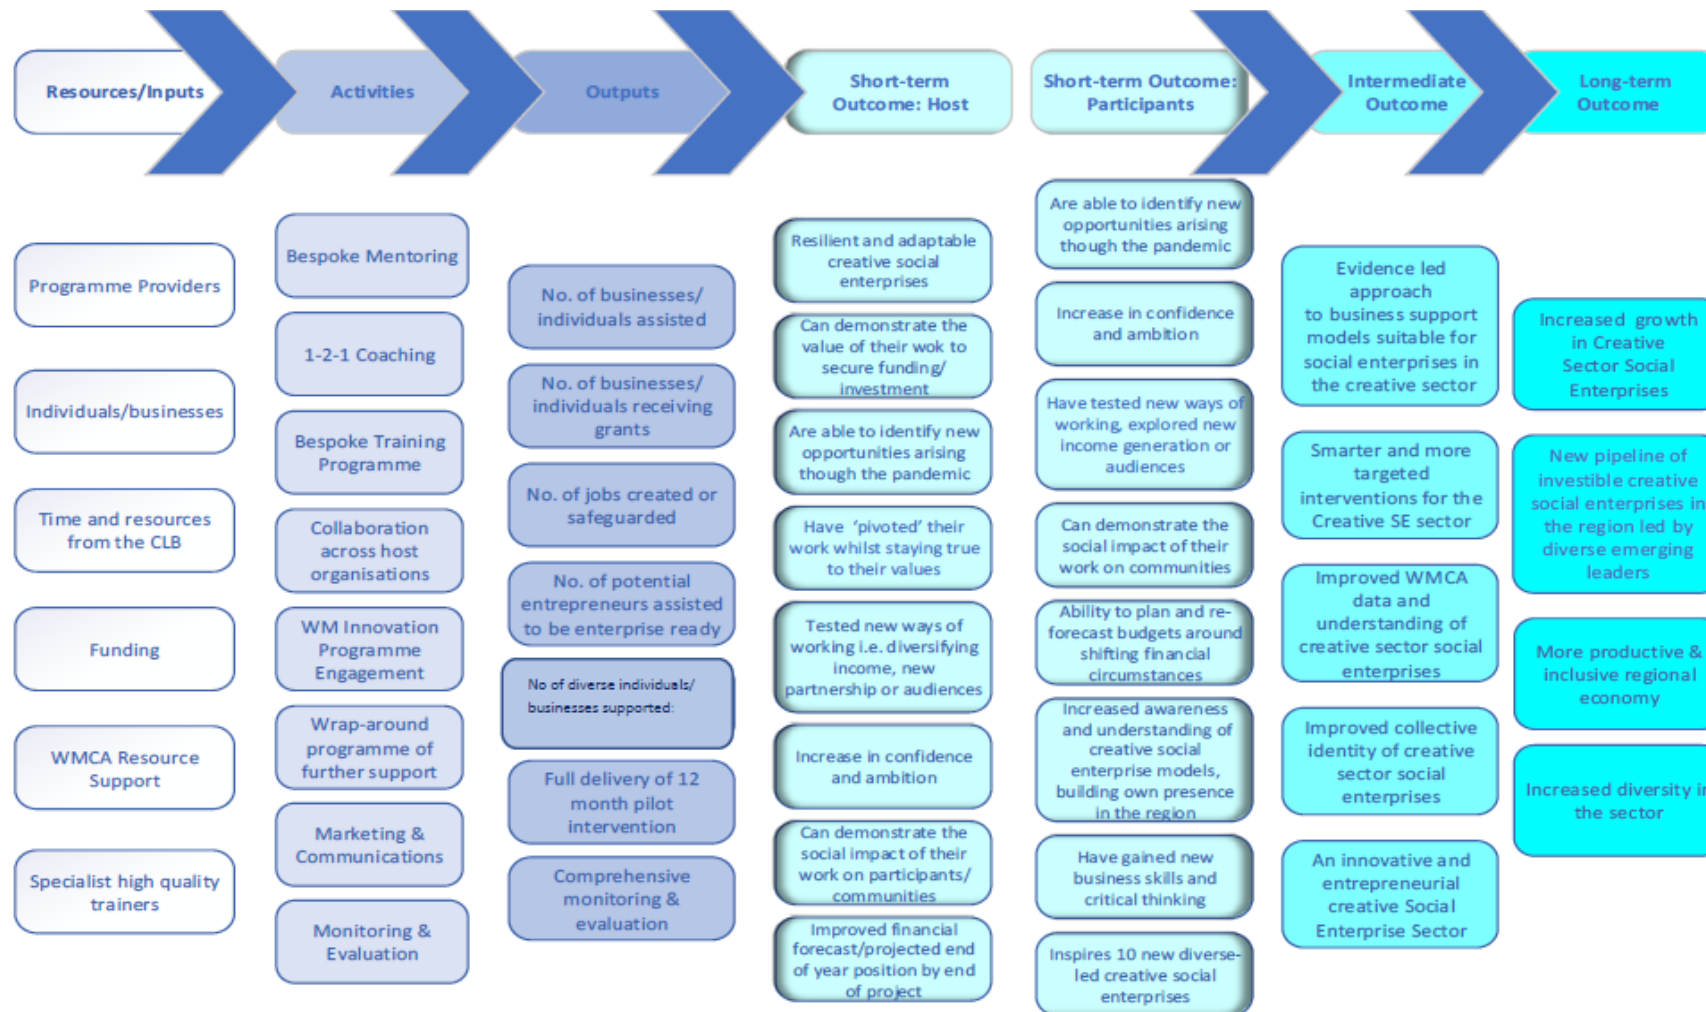 Resources/Inputs
Activities
Outputs
Short-term
Outcome: Host
Short-term Outcome:
Participants
Intermediate
Outcome
Long-term
Outcome
Programme Providers
Individuals/businesses
Time and resources
from the CLB
Funding
WMCA Resource
Support
Specialist high quality
trainers
Bespoke Mentoring
1-2-1 Coaching
Bespoke Training
Programme
Collaboration
across host
organisations
WM Innovation
Programme
Engagement
Wrap-around
programme of
further support
Marketing &
Communications
Monitoring &
Evaluation
No. of businesses/
individuals assisted
No. of businesses/
individuals receiving
grants
No. of jobs created or
safeguarded
No. of potential
entrepreneurs assisted
to be enterprise ready
No of diverse individuals/
businesses supported:
Full delivery of 12
month pilot
intervention
Comprehensive
monitoring &
evaluation
Resilient and adaptable
creative social
enterprises
Can demonstrate the
value of their wok to
secure funding/
investment
Are able to identify new
opportunities arising
though the pandemic
Have ‘pivoted’ their
work whilst staying true
to their values
Tested new ways of
working i.e. diversifying
income, new
partnership or audiences
Increase in confidence
and ambition
Can demonstrate the
social impact of their
work on participants/
communities
Improved financial
forecast/projected end
of year position by end
of project
Are able to identify new
opportunities arising
though the pandemic
Increase in confidence
and ambition
Have tested new ways of
working, explored new
income generation or
audiences
Can demonstrate the
social impact of their
work on communities
Ability to plan and re-
forecast budgets around
shifting financial
circumstances
Increased awareness
and understanding of
creative social
enterprise models,
building own presence
in the region
Have gained new
business skills and
critical thinking
Inspires 10 new diverse-
led creative social
enterprises
Evidence led
approach
to business support
models suitable for
social enterprises in
the creative sector
Smarter and more
targeted
interventions for the
Creative SE sector
Improved WMCA
data and
understanding of
creative sector social
enterprises
Improved collective
identity of creative
sector social
enterprises
An innovative and
entrepreneurial
creative Social
Enterprise Sector
Increased growth
in Creative
Sector Social
Enterprises
New pipeline of
investible creative
social enterprises in
the region led by
diverse emerging
leaders
More productive &
inclusive regional
economy
Increased diversity in
the sector